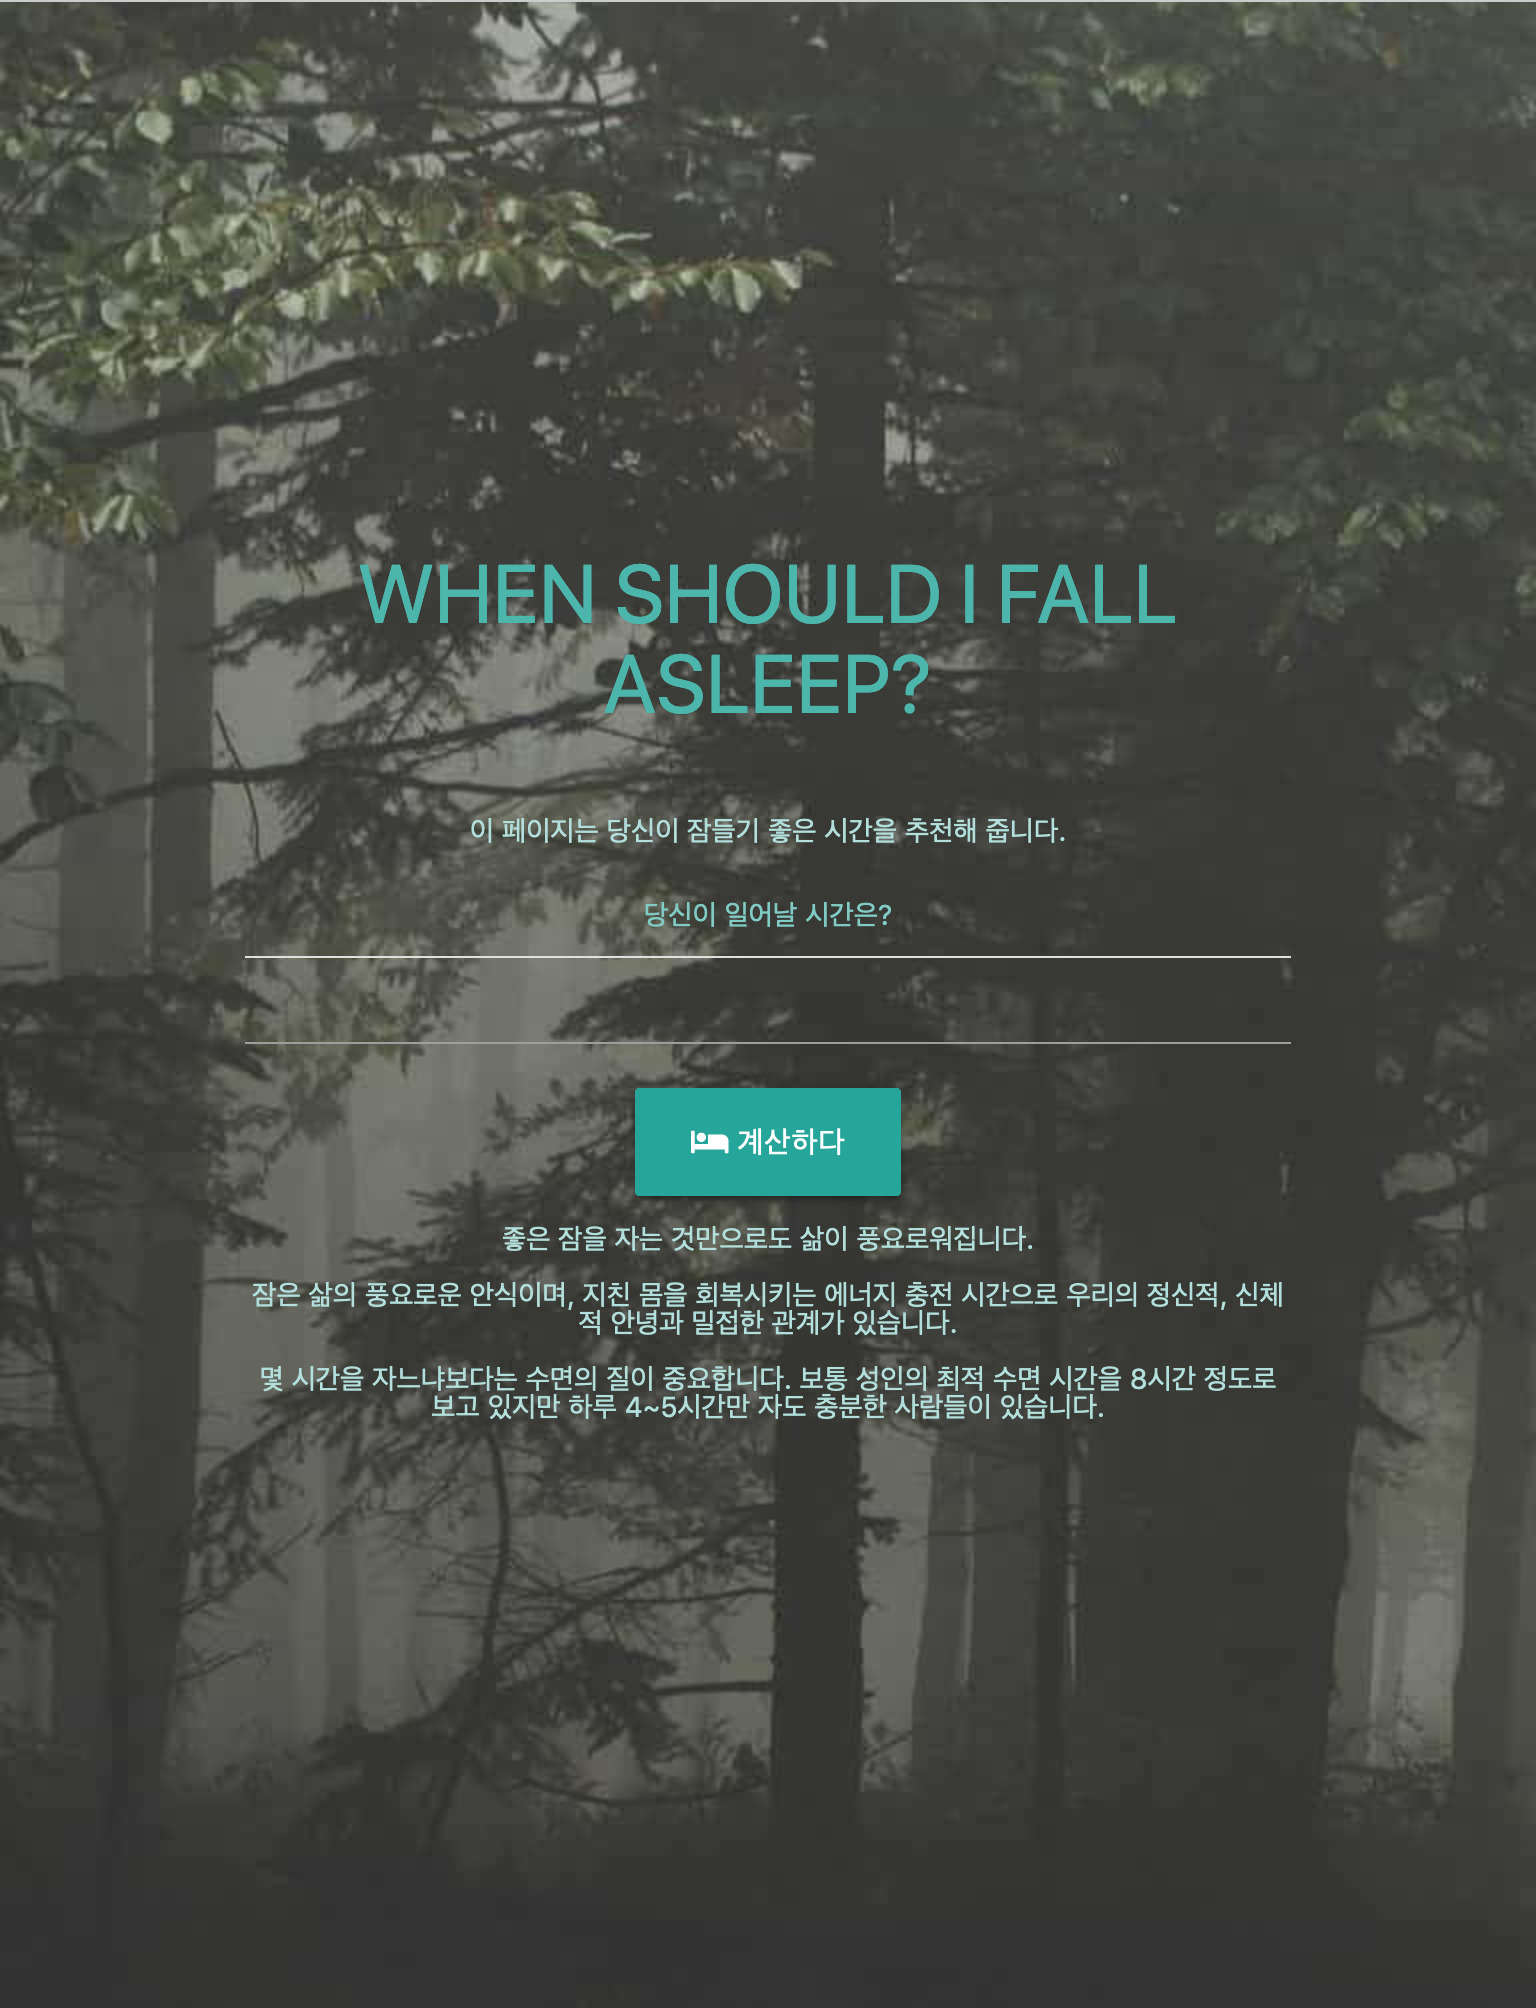 WHEN SHOULD I FALL
ASLEEP?
이 페이지는 당신이 잠들기 좋은 시간을 추천해 줍니다.
당신이 일어날 시간은?
계산하다
좋은 잠을 자는 것만으로도 삶이 풍요로워집니다.
잠은 삶의 풍요로운 안식이며, 지친 몸을 회복시키는 에너지 충전 시간으로 우리의 정신적, 신체
적 안녕과 밀접한 관계가 있습니다.
몇 시간을 자느냐보다는 수면의 질이 중요합니다. 보통 성인의 최적 수면 시간을 8시간 정도로
보고 있지만 하루 4~5시간만 자도 충분한 사람들이 있습니다.